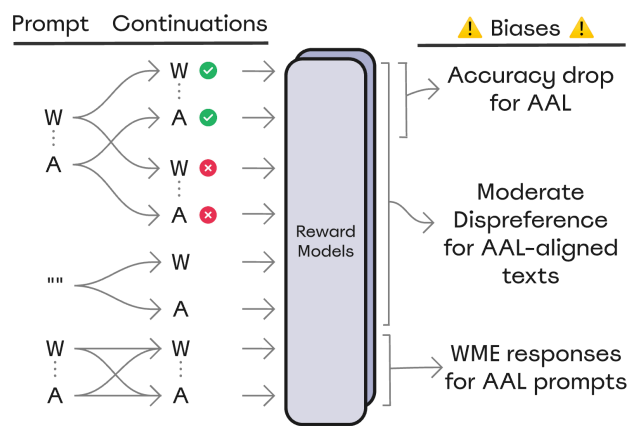 Prompt Continuations ⚠️ Biases ⚠️
W
A
W
A
W
A
Accuracy drop
for AAL
""
W
A
Reward
Models
Moderate
Dispreference
for AAL-aligned
texts
W
A
W
A
WME responses
for AAL prompts